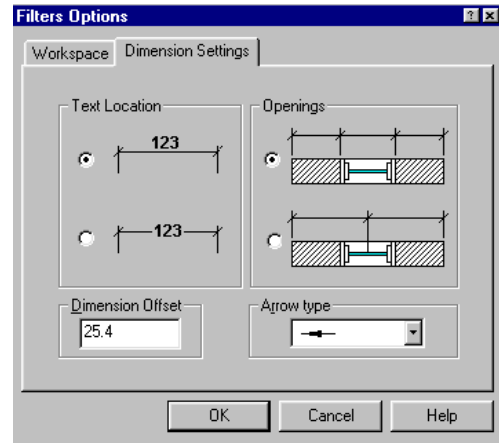 Filters Options
Workspace
Dimension Settings
Text Location
123
123
Openings
Dimension Offset
25.4
Arrow type
OK
Cancel
Help